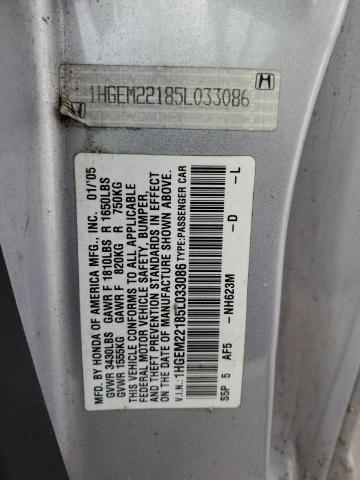 1HGEM22185L033086
MFD. BY HONDA OF AMERICA MFG., INC. 01/'05
GVWR 3430LBS GAWR F 1810LBS R 1650LBS
GVWR 1555KG GAWR F 820KG R 750KG
THIS VEHICLE CONFORMS TO ALL APPLICABLE
FEDERAL MOTOR VEHICLE SAFETY, BUMPER,
AND THEFT PREVENTION STANDARDS IN EFFECT
ON THE DATE OF MANUFACTURE SHOWN ABOVE.
V.I.N.:1HGEM22185L033086 TYPE:PASSENGER CAR
S5P 5 AF5 -NH623M -D -L